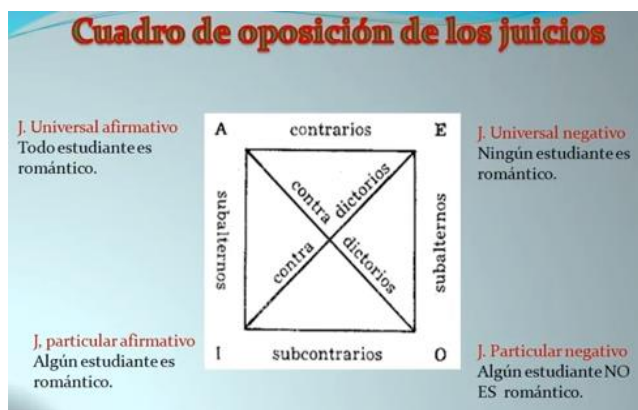 Cuadro de oposición de los juicios
J. Universal afirmativo
Todo estudiante es
romántico.
A contrarios E
J. Universal negativo
Ningún estudiante es
romántico.
subalternos
contra dictorios
contra dictorios
subalternos
J, particular afirmativo
Algún estudiante es
romántico.
I subcontrarios O
J. Particular negativo
Algún estudiante NO
ES romántico.